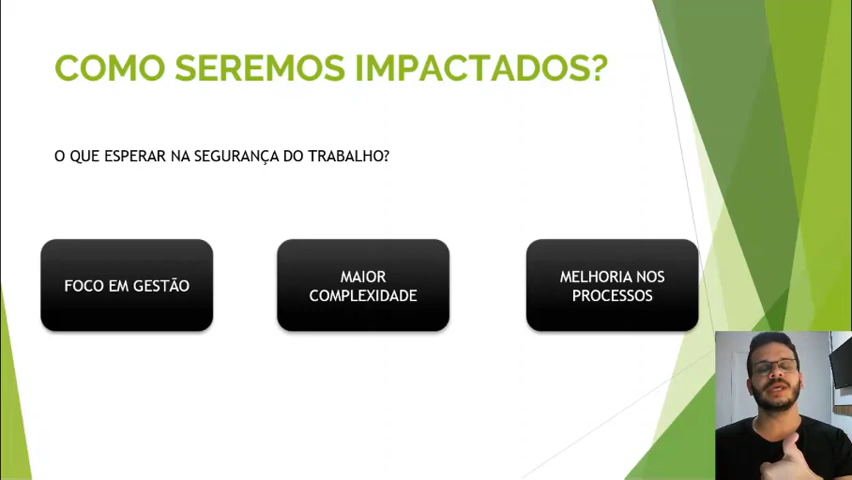 COMO SEREMOS IMPACTADOS?
O QUE ESPERAR NA SEGURANÇA DO TRABALHO?
FOCO EM GESTÃO
MAIOR
COMPLEXIDADE
MELHORIA NOS
PROCESSOS